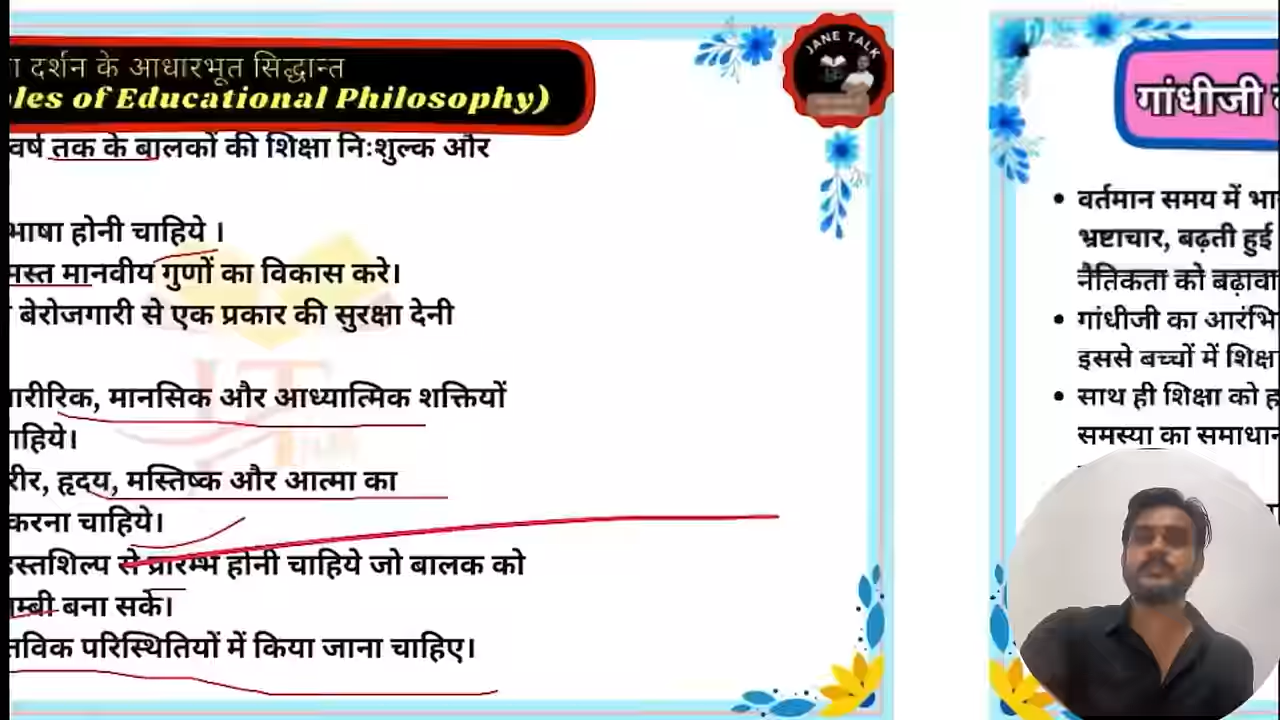 दर्शन के आधारभूत सिद्धान्त
les of Educational Philosophy)
JANE TALK
वर्ष तक के बालकों की शिक्षा निःशुल्क और
भाषा होनी चाहिये ।
मस्त मानवीय गुणों का विकास करे।
बेरोजगारी से एक प्रकार की सुरक्षा देनी
ारीरिक, मानसिक और आध्यात्मिक शक्तियों
ाहिये।
रीर, हृदय, मस्तिष्क और आत्मा का
करना चाहिये।
हस्तशिल्प से प्रारम्भ होनी चाहिये जो बालक को
म्बी बना सके।
तविक परिस्थितियों में किया जाना चाहिए।
गांधीजी
• वर्तमान समय में भा
भ्रष्टाचार, बढ़ती हुई
नैतिकता को बढ़ावा
• गांधीजी का आरंभि
इससे बच्चों में शिक्ष
• साथ ही शिक्षा को ह
समस्या का समाधान